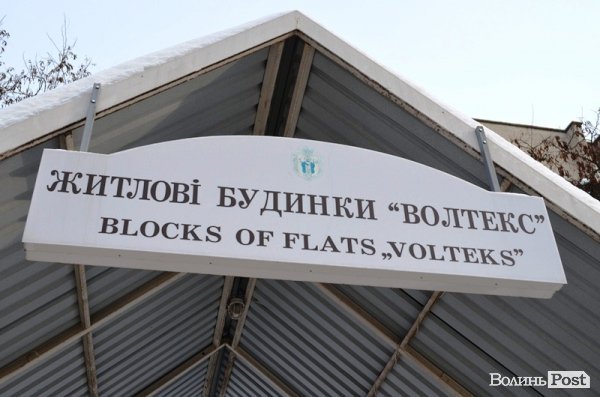 ЖИТЛОВІ БУДИНКИ “ВОЛТЕКС”
BLOCKS OF FLATS „VOLTEKS”
Волинь Post